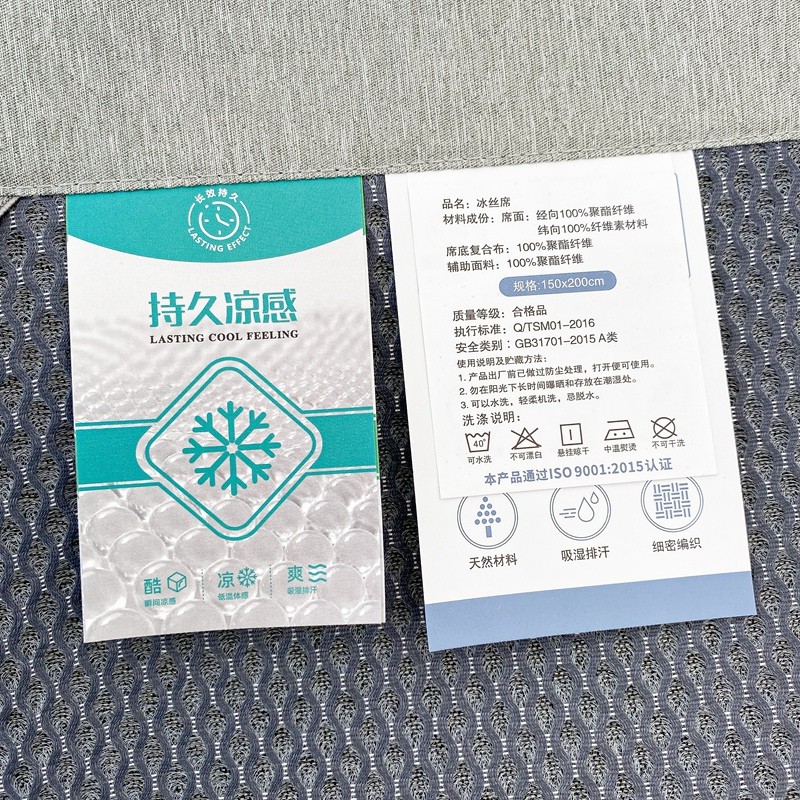 长效持久
LASTING EFFECT
持久凉感
LASTING COOL FEELING
酷
瞬间凉感
凉
低温体感
爽
吸湿排汗
品名：冰丝席
材料成份：席面：经向100%聚酯纤维
纬向100%纤维素材料
席底复合布：100%聚酯纤维
辅助面料：100%聚酯纤维
规格:150x200cm
质量等级：合格品
执行标准：Q/TSM01-2016
安全类别：GB31701-2015 A类
使用说明及贮藏方法：
1. 产品出厂前已做过防尘处理，打开便可使用。
2. 勿在阳光下长时间曝晒和存放在潮湿处。
3. 可以水洗，轻柔机洗，忌脱水。
洗涤说明：
40°
可水洗
不可漂白
悬挂晾干
中温熨烫
不可干洗
本产品通过ISO9001:2015认证
天然材料
吸湿排汗
细密编织